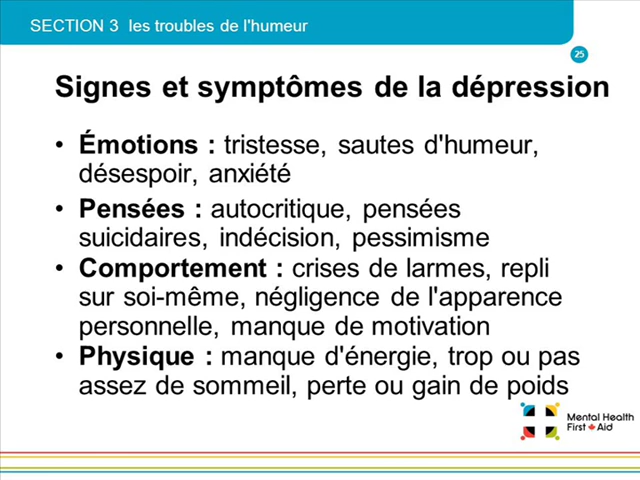 SECTION 3 les troubles de l'humeur
25
Signes et symptômes de la dépression
• Émotions : tristesse, sautes d'humeur,
désespoir, anxiété
• Pensées : autocritique, pensées
suicidaires, indécision, pessimisme
• Comportement : crises de larmes, repli
sur soi-même, négligence de l'apparence
personnelle, manque de motivation
• Physique : manque d'énergie, trop ou pas
assez de sommeil, perte ou gain de poids
Mental Health
First Aid